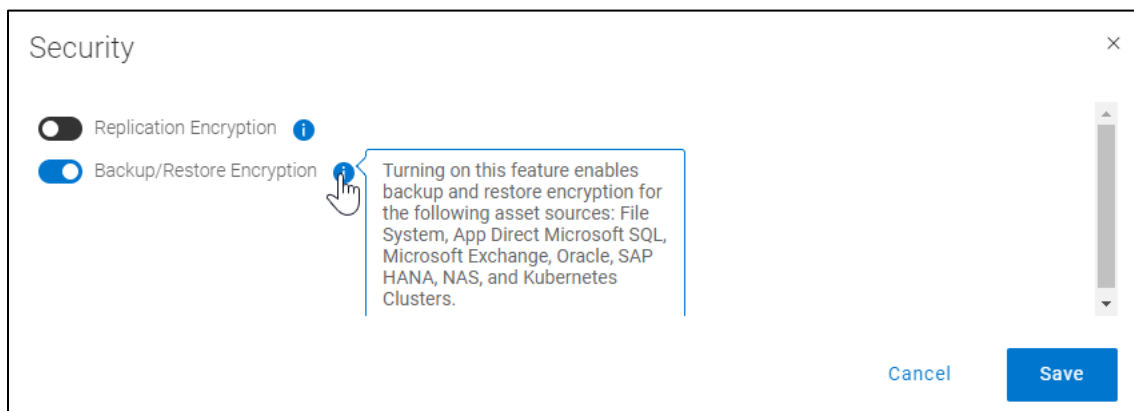 Security
Replication Encryption
Backup/Restore Encryption
Turning on this feature enables
backup and restore encryption for
the following asset sources: File
System, App Direct Microsoft SQL,
Microsoft Exchange, Oracle, SAP
HANA, NAS, and Kubernetes
Clusters.
Cancel
Save